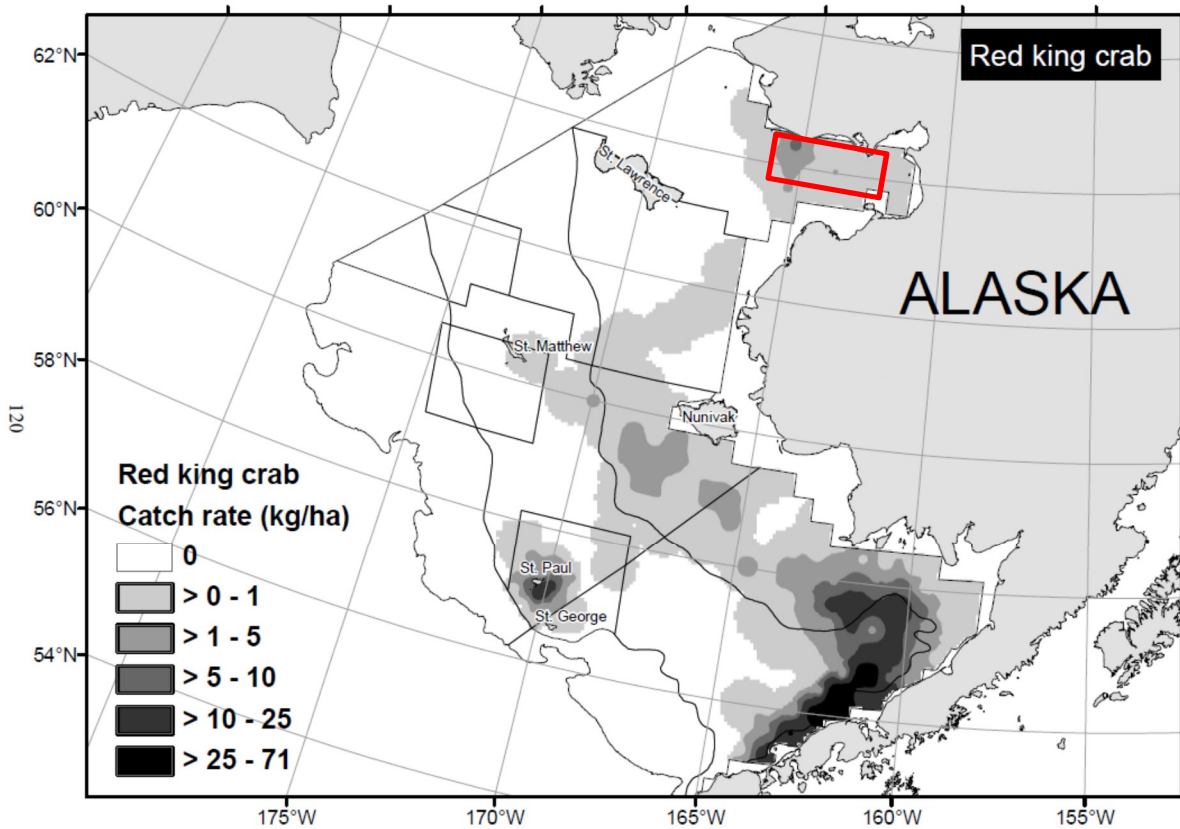 Red king crab
62°N
60°N
58°N
56°N
54°N
St. Lawrence
ALASKA
St. Matthew
Nunivak
St. Paul
St. George
120
Red king crab
Catch rate (kg/ha)
0
> 0 - 1
> 1 - 5
> 5 - 10
> 10 - 25
> 25 - 71
175°W
170°W
165°W
160°W
155°W